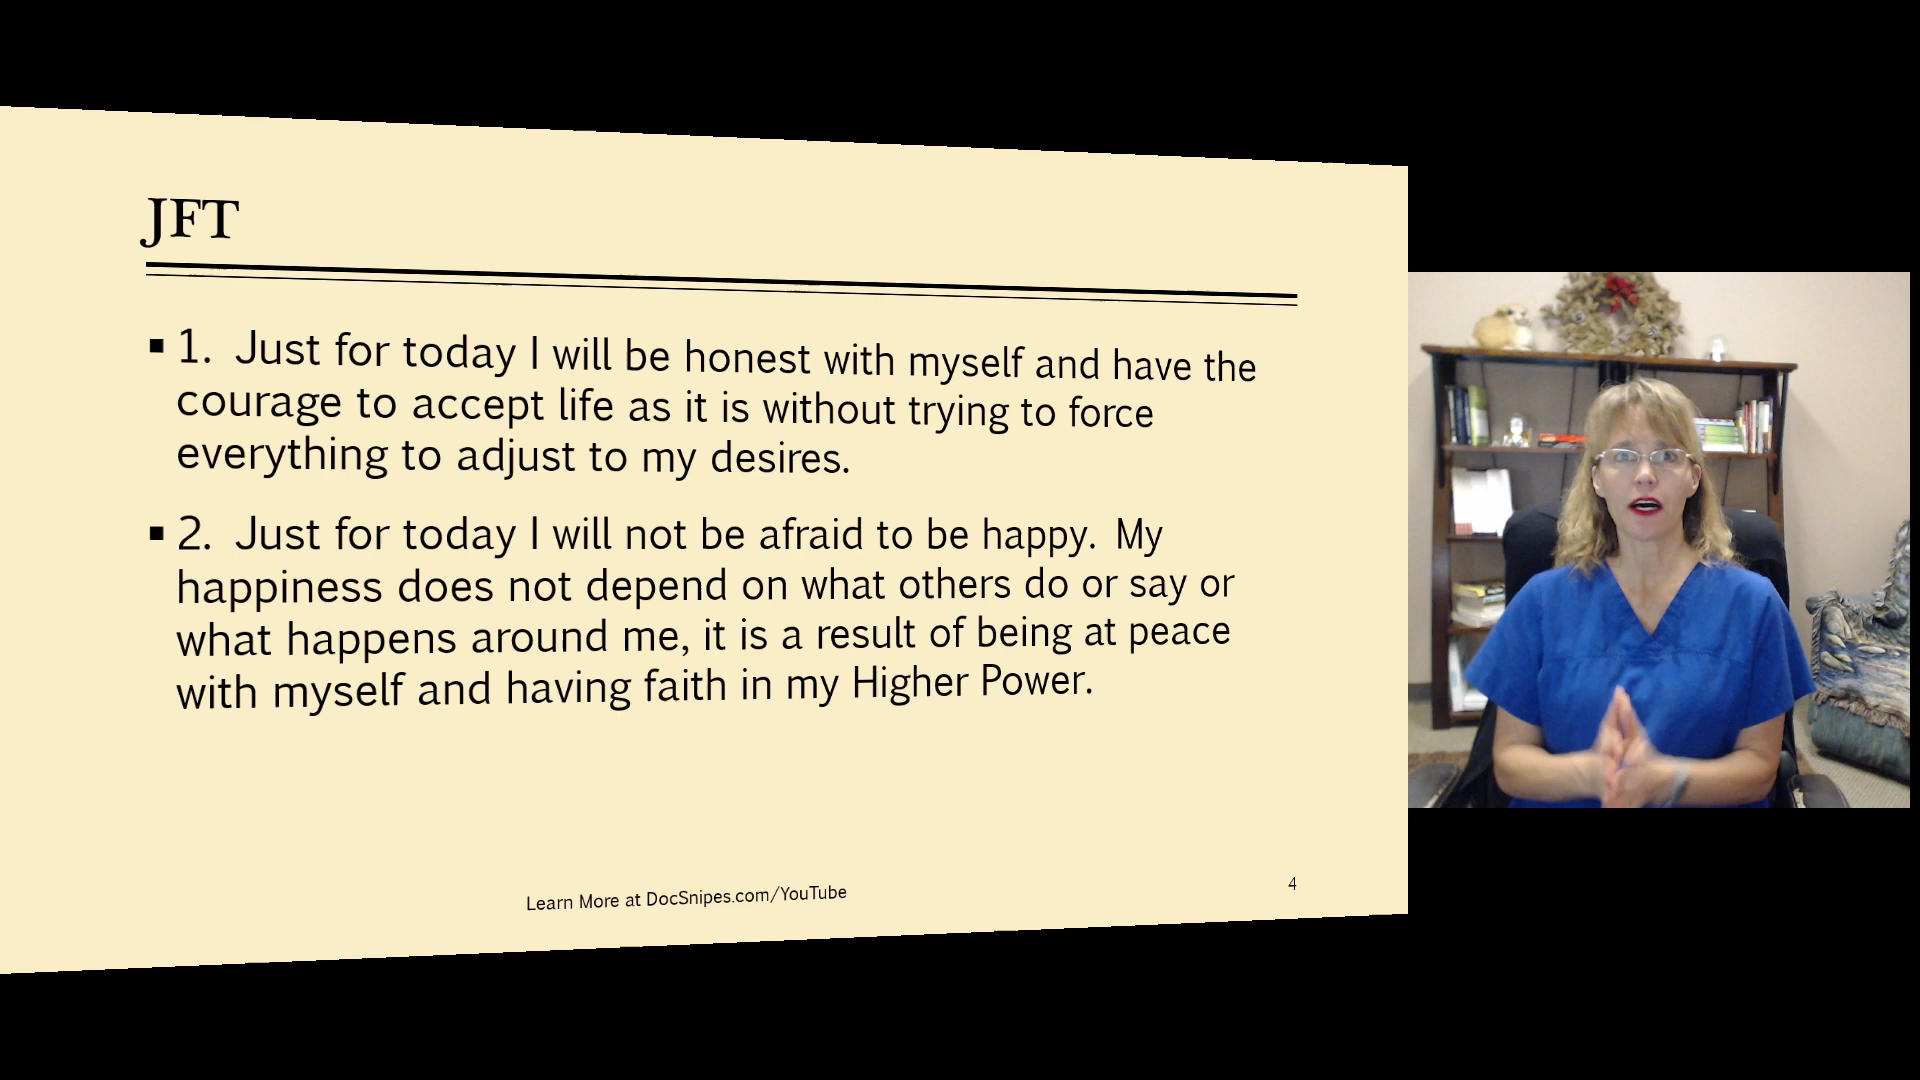 JFT
▪ 1. Just for today I will be honest with myself and have the
courage to accept life as it is without trying to force
everything to adjust to my desires.
▪ 2. Just for today I will not be afraid to be happy. My
happiness does not depend on what others do or say or
what happens around me, it is a result of being at peace
with myself and having faith in my Higher Power.
Learn More at DocSnipes.com/YouTube
4